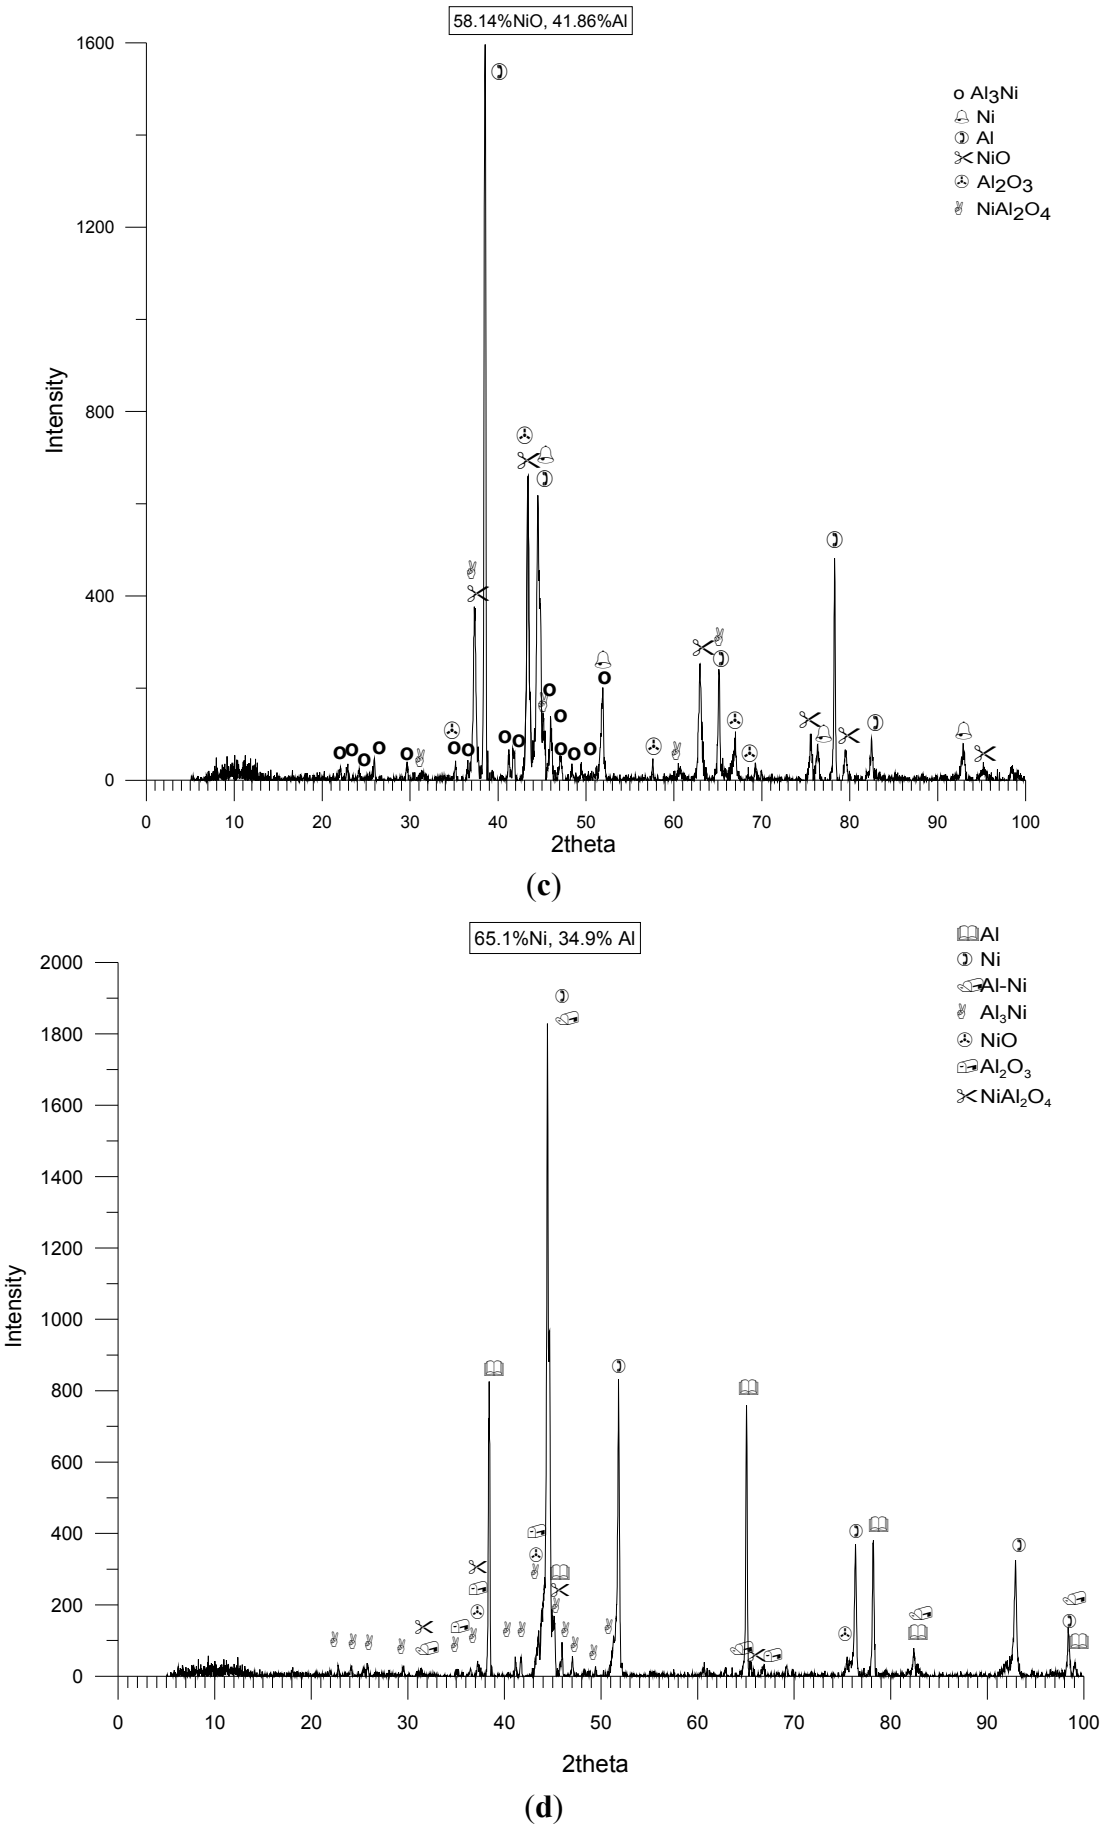 58.14%NiO, 41.86%Al
1600
1200
800
400
0
Intensity
Al3Ni
Ni
Al
NiO
Al2O3
NiAl2O4
0 10 20 30 40 50 60 70 80 90 100
2theta
(c)
65.1%Ni, 34.9% Al
2000
1800
1600
1400
1200
1000
800
600
400
200
0
Intensity
Al
Ni
Al-Ni
Al3Ni
NiO
Al2O3
NiAl2O4
0 10 20 30 40 50 60 70 80 90 100
2theta
(d)